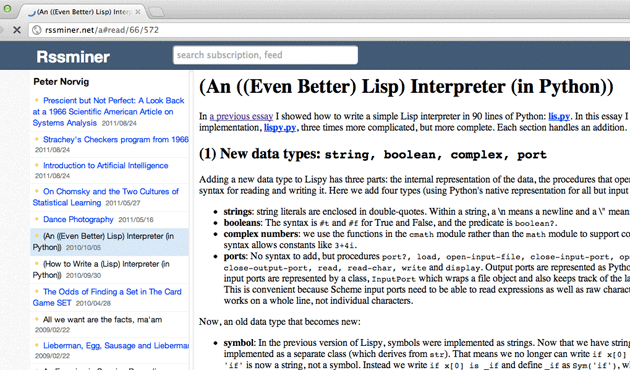 (An ((Even Better) Lisp) Interp
rssminer.net/a#read/66/572
Rssminer
search subscription, feed
Peter Norvig
Prescient but Not Perfect: A Look Back
at a 1966 Scientific American Article on
Systems Analysis 2011/08/24
Strachey's Checkers program from 1966
2011/08/24
Introduction to Artificial Intelligence
2011/08/24
On Chomsky and the Two Cultures of
Statistical Learning 2011/05/27
Dance Photography 2011/05/16
(An ((Even Better) Lisp) Interpreter (in
Python)) 2010/10/05
(How to Write a (Lisp) Interpreter (in
Python)) 2010/09/30
The Odds of Finding a Set in The Card
Game SET 2010/04/28
All we want are the facts, ma'am
2009/02/22
Lieberman, Egg, Sausage and Lieberman
2009/02/22
(An ((Even Better) Lisp) Interpreter (in Python))
In a previous essay I showed how to write a simple Lisp interpreter in 90 lines of Python: lis.py. In this essay I
implementation, lispy.py, three times more complicated, but more complete. Each section handles an addition.
(1) New data types: string, boolean, complex, port
Adding a new data type to Lispy has three parts: the internal representation of the data, the procedures that ope
syntax for reading and writing it. Here we add four types (using Python's native representation for all but input
• strings: string literals are enclosed in double-quotes. Within a string, a \n means a newline and a \" mean
• booleans: The syntax is #t and #f for True and False, and the predicate is boolean?.
• complex numbers: we use the functions in the cmath module rather than the math module to support co
syntax allows constants like 3+4i.
• ports: No syntax to add, but procedures port?, load, open-input-file, close-input-port, op
close-output-port, read, read-char, write and display. Output ports are represented as Pytho
input ports are represented by a class, InputPort which wraps a file object and also keeps track of the la
This is convenient because Scheme input ports need to be able to read expressions as well as raw charact
works on a whole line, not individual characters.
Now, an old data type that becomes new:
• symbol: In the previous version of Lispy, symbols were implemented as strings. Now that we have string
implemented as a separate class (which derives from str). That means we no longer can write if x[0] =
'if' is now a string, not a symbol. Instead we write if x[0] is _if and define _if as Sym('if'), w